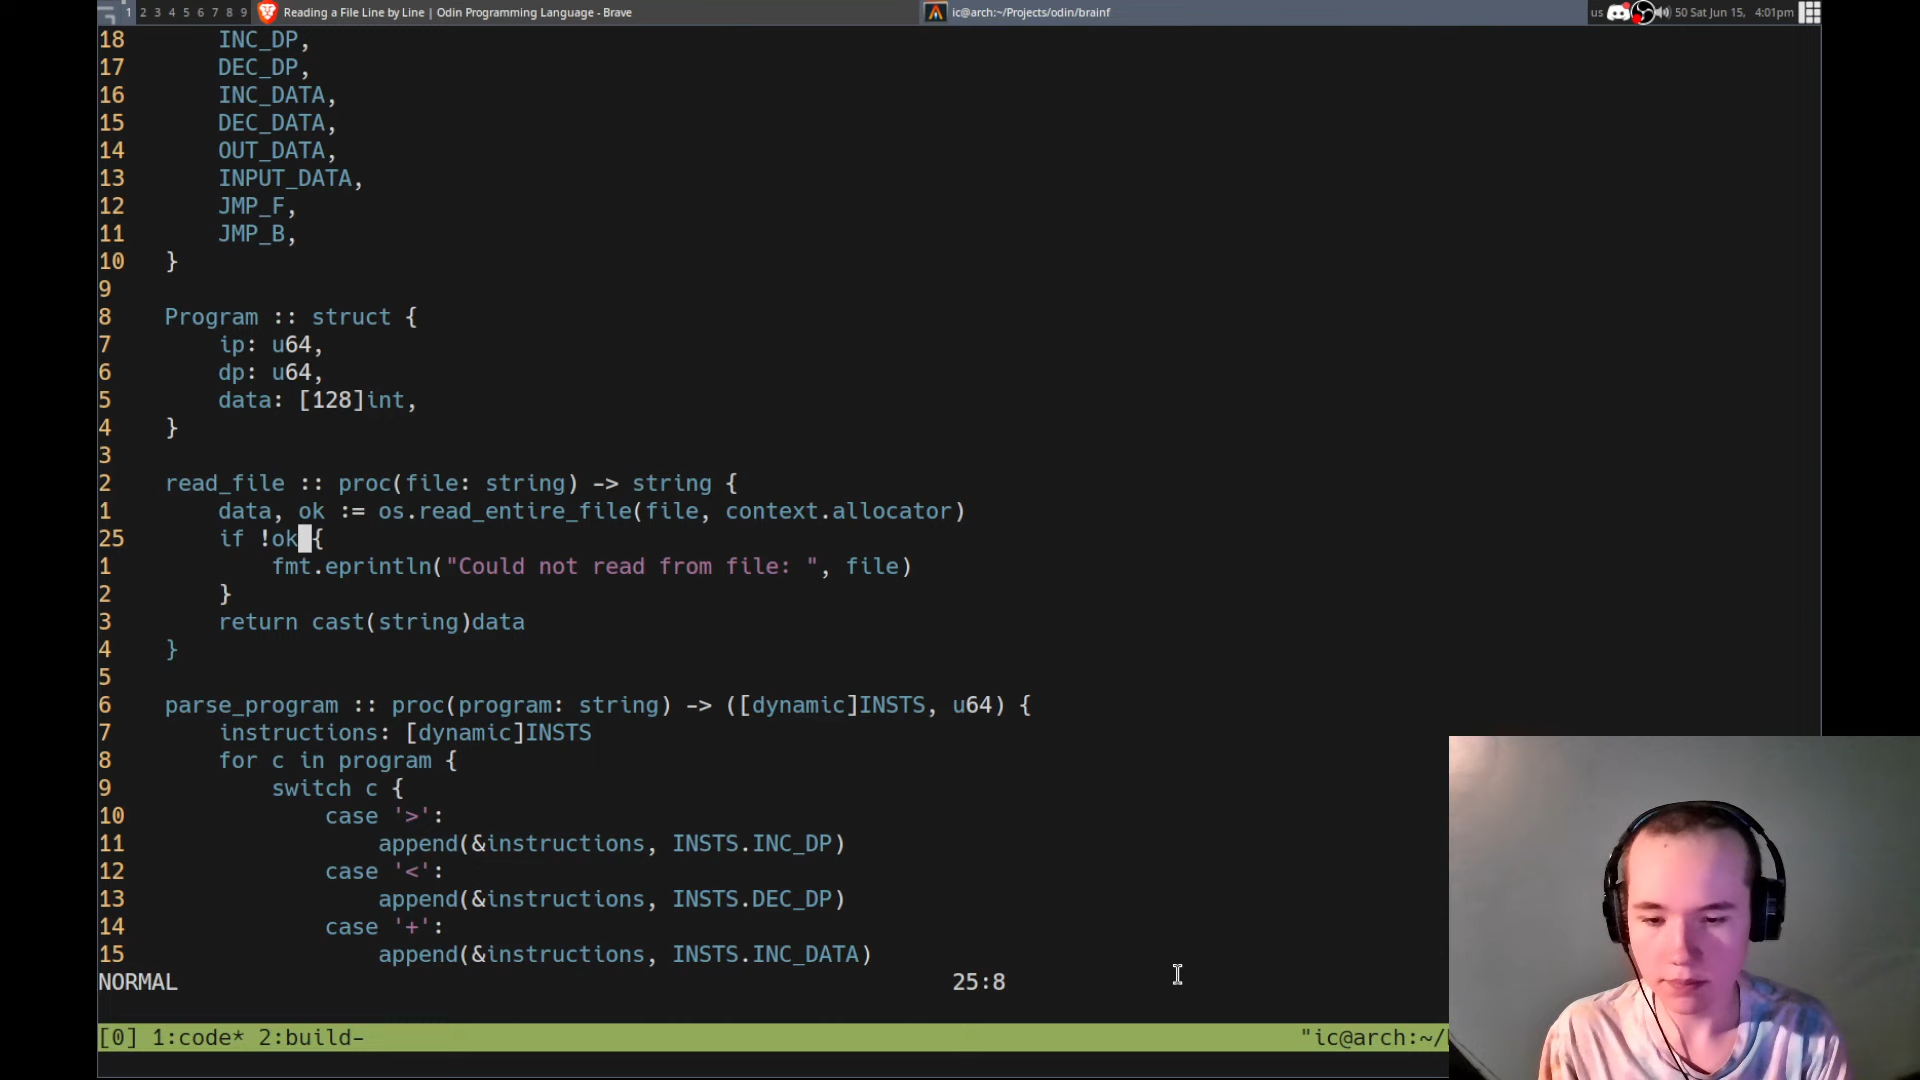 1 2 3 4 5 6 7 8 9 Reading a File Line by Line | Odin Programming Language - Brave ic@arch:~/Projects/odin/brainf us 50 Sat Jun 15, 4:01pm
18 INC_DP,
17 DEC_DP,
16 INC_DATA,
15 DEC_DATA,
14 OUT_DATA,
13 INPUT_DATA,
12 JMP_F,
11 JMP_B,
10 }
9
8 Program :: struct {
7 ip: u64,
6 dp: u64,
5 data: [128]int,
4 }
3
2 read_file :: proc(file: string) -> string {
1 data, ok := os.read_entire_file(file, context.allocator)
25 if !ok {
1 fmt.eprintln("Could not read from file: ", file)
2 }
3 return cast(string)data
4 }
5
6 parse_program :: proc(program: string) -> ([dynamic]INSTS, u64) {
7 instructions: [dynamic]INSTS
8 for c in program {
9 switch c {
10 case '>':
11 append(&instructions, INSTS.INC_DP)
12 case '<':
13 append(&instructions, INSTS.DEC_DP)
14 case '+':
15 append(&instructions, INSTS.INC_DATA)
NORMAL 25:8
[0] 1:code* 2:build- "ic@arch:~/